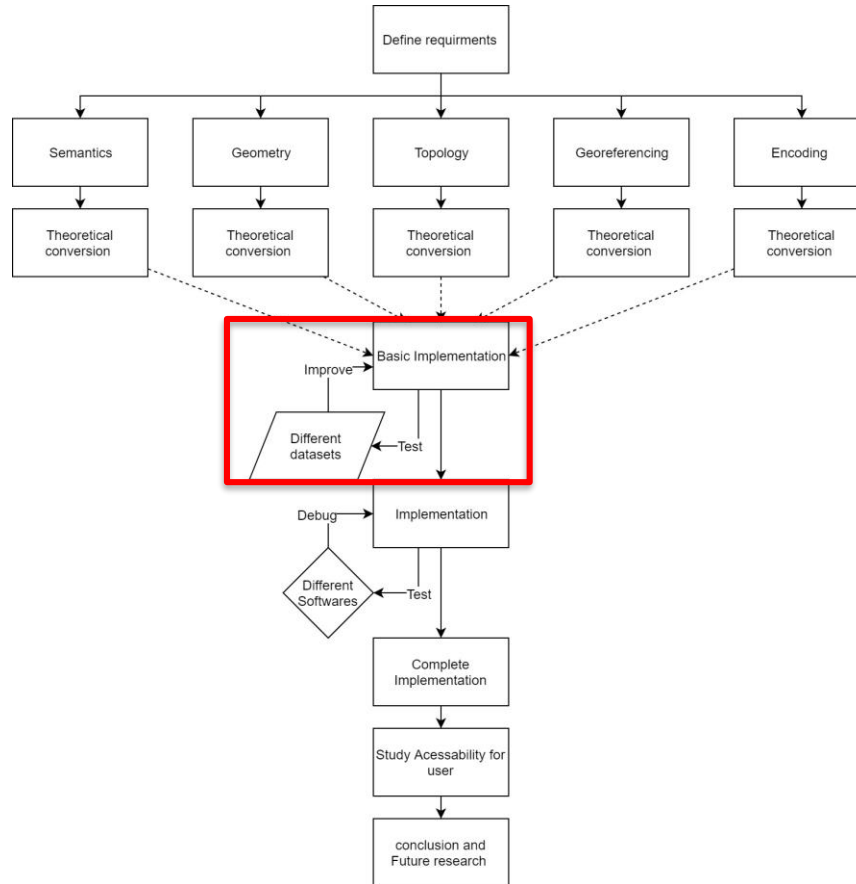 Define requirments
Semantics
Geometry
Topology
Georeferencing
Encoding
Theoretical
conversion
Theoretical
conversion
Theoretical
conversion
Theoretical
conversion
Theoretical
conversion
Basic Implementation
Improve
Different
datasets
Test
Implementation
Debug
Different
Softwares
Test
Complete
Implementation
Study Acessability for
user
conclusion and
Future research